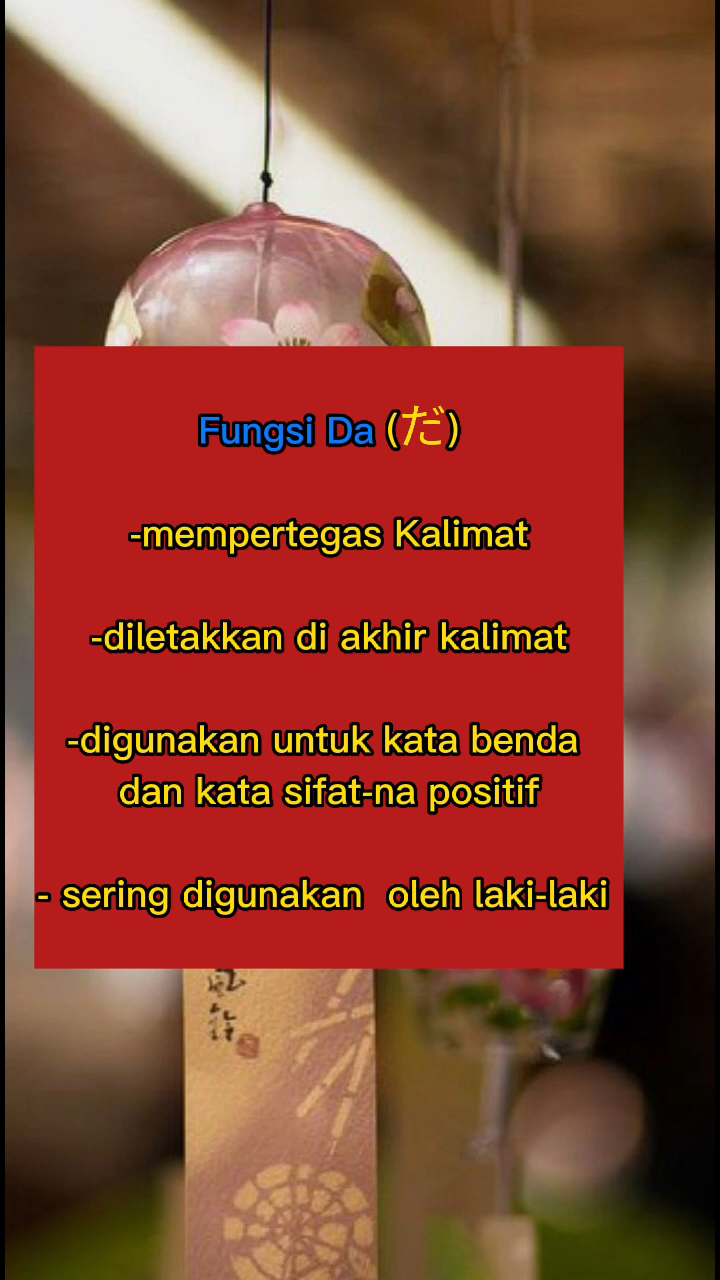 Fungsi Da (だ)
-mempertegas Kalimat
-diletakkan di akhir kalimat
-digunakan untuk kata benda
dan kata sifat-na positif
- sering digunakan oleh laki-laki